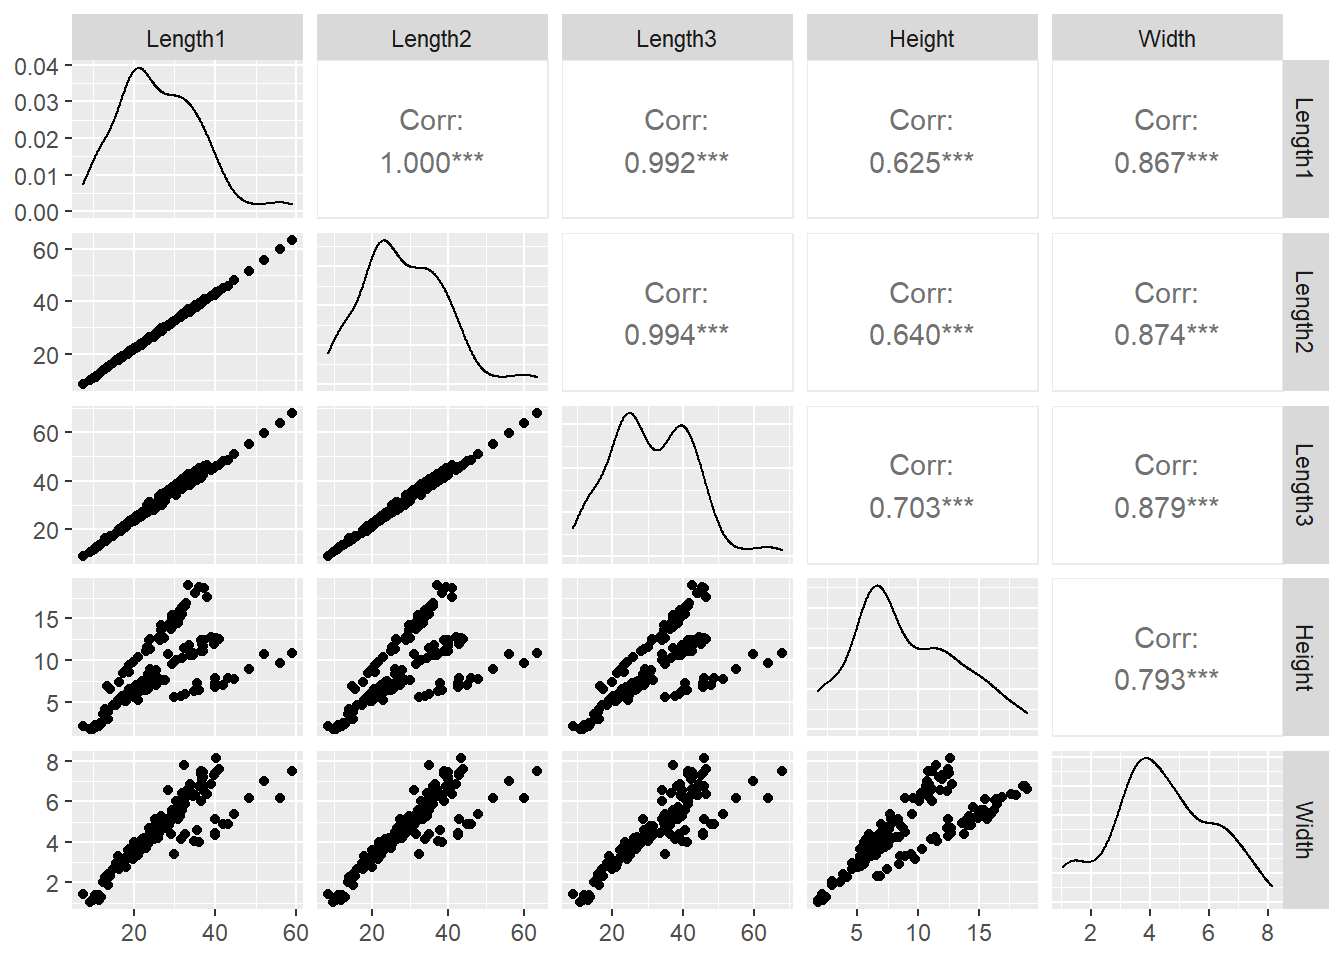 Length1 Length2 Length3 Height Width
0.04
0.03
0.02
0.01
0.00
Corr:
1.000***
Corr:
0.992***
Corr:
0.625***
Corr:
0.867***
Length1
60
40
20
Corr:
0.994***
Corr:
0.640***
Corr:
0.874***
Length2
60
40
20
Corr:
0.703***
Corr:
0.879***
Length3
15
10
5
Corr:
0.793***
Height
8
6
4
2
Width
20 40 60 20 40 60 20 40 60 5 10 15 2 4 6 8